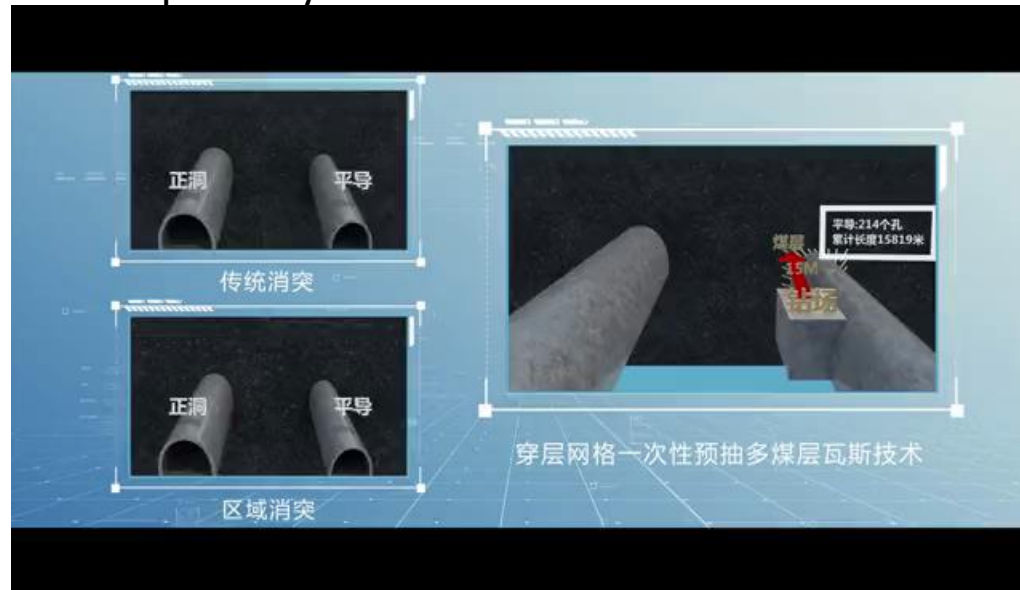 正洞
平导
传统消突
正洞
平导
区域消突
平导:214个孔
累计长度15819米
煤层
15M
钻场
穿层网格一次性预抽多煤层瓦斯技术